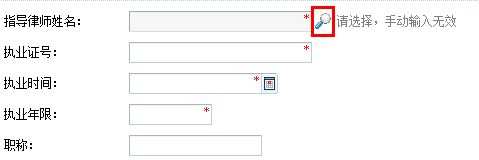 指导律师姓名： * 请选择，手动输入无效
执业证号： *
执业时间： *
执业年限： *
职称：